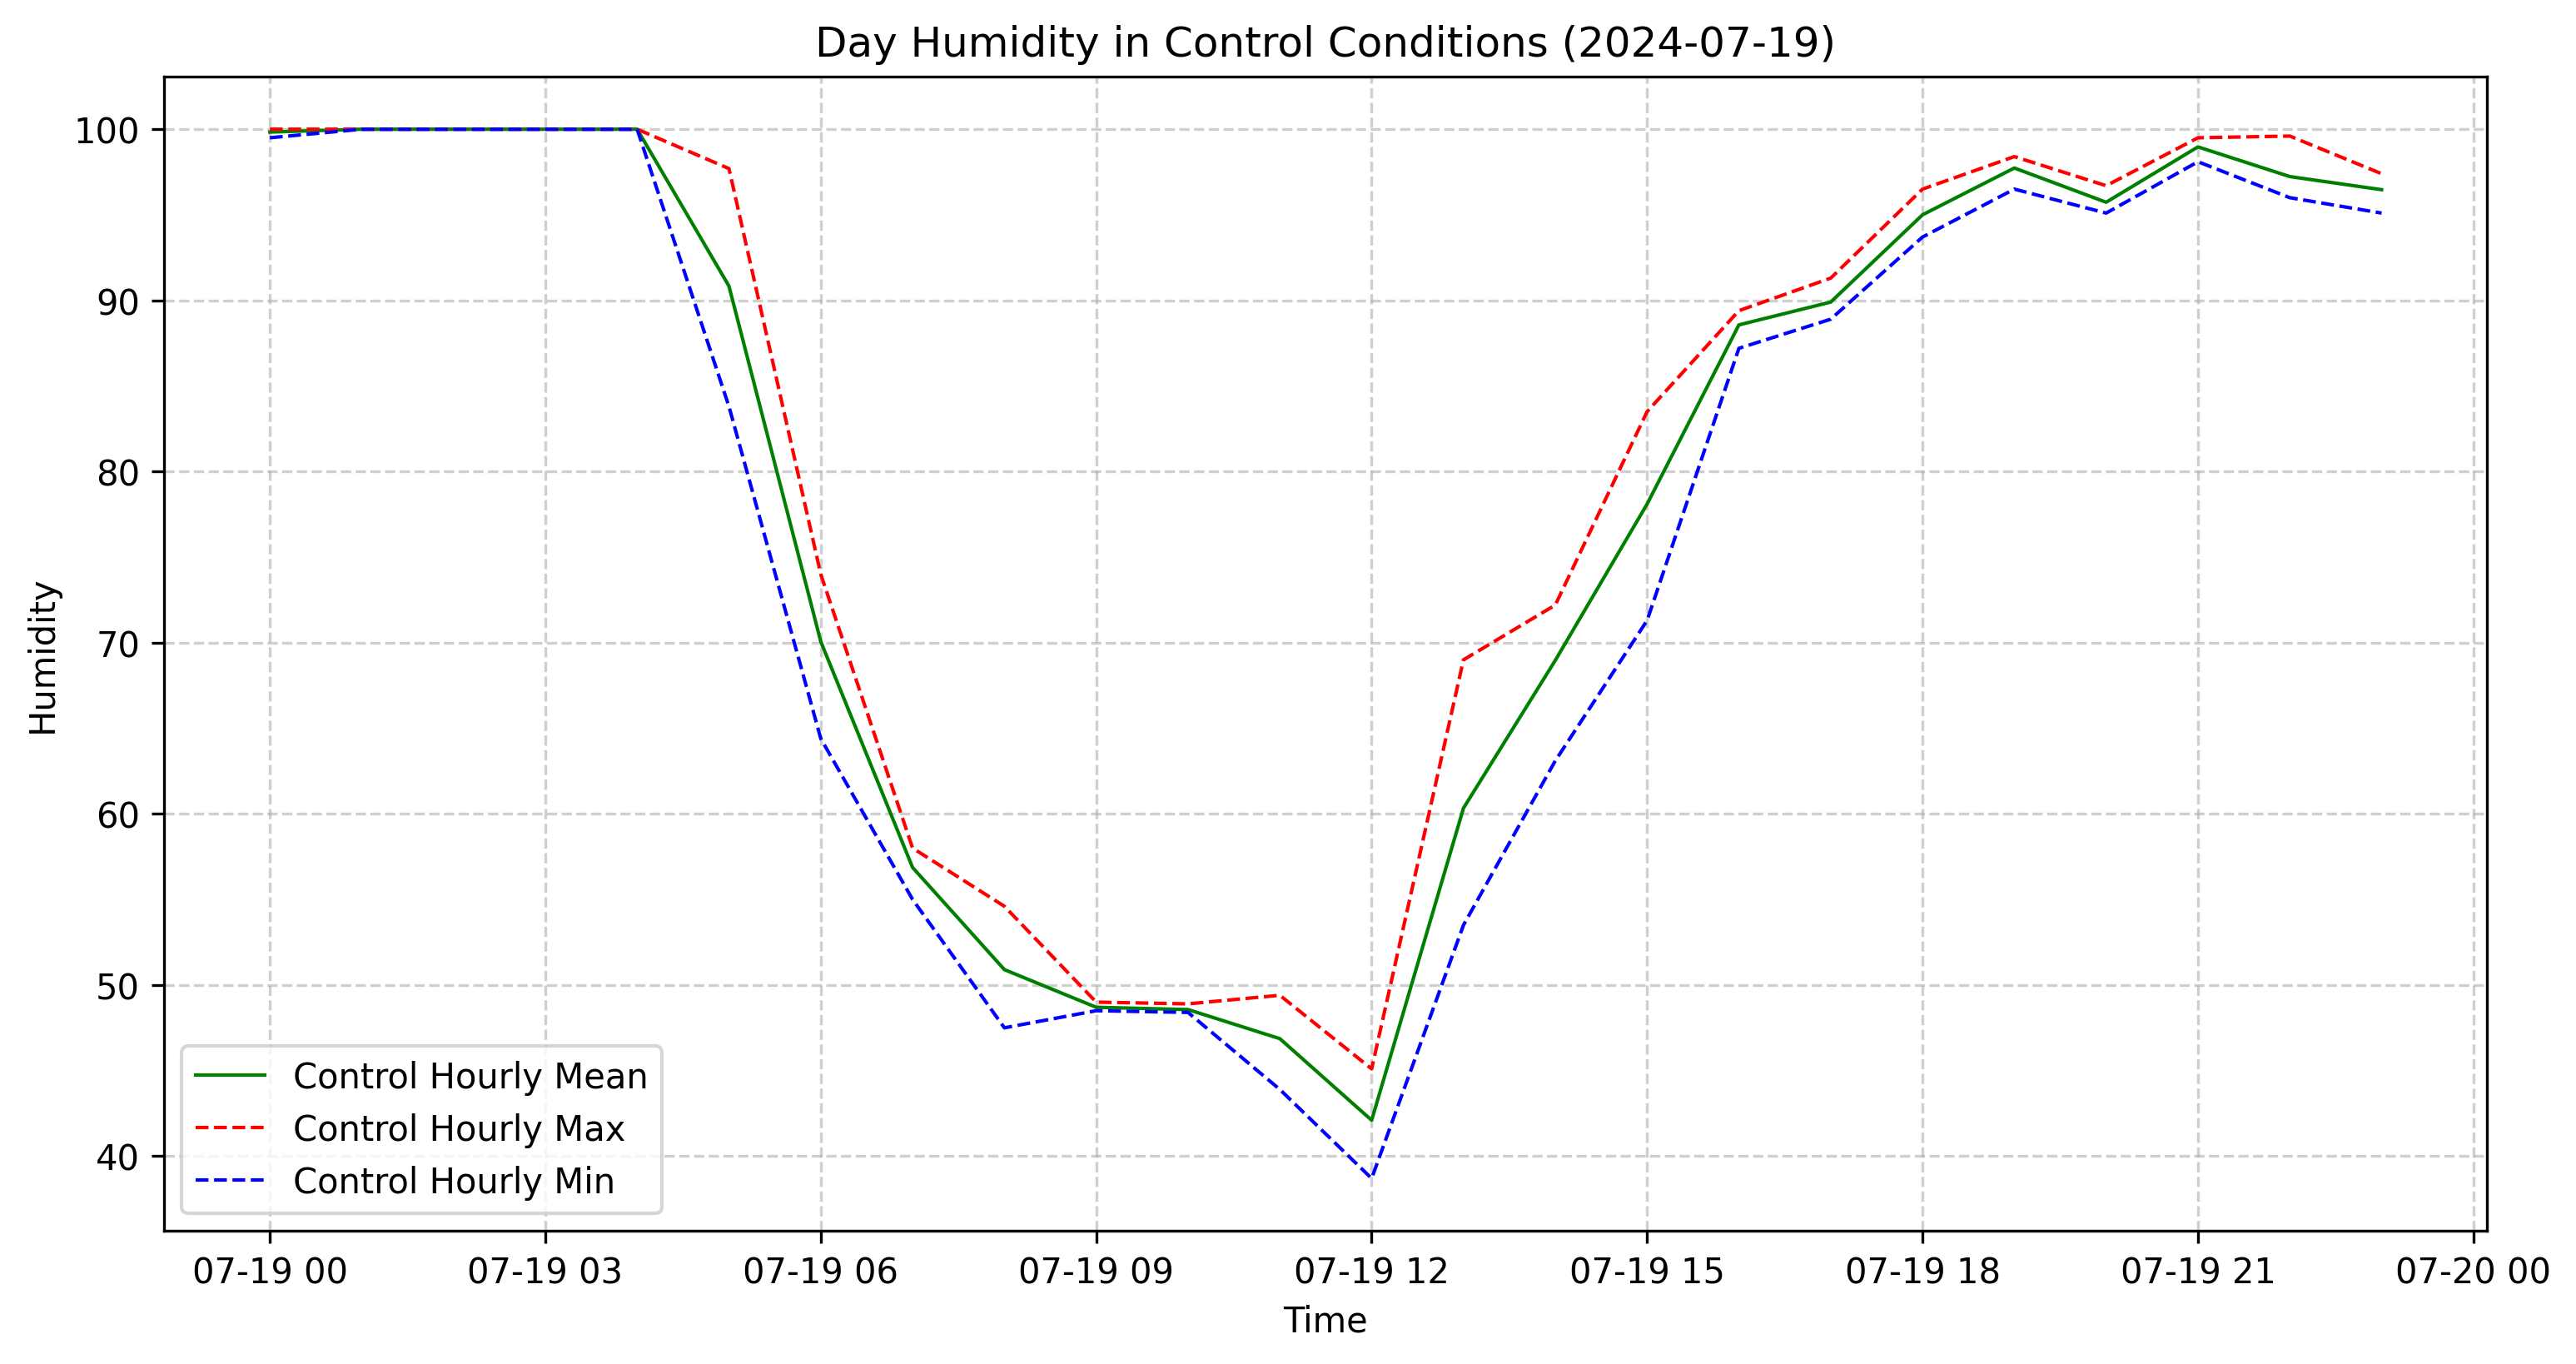 Day Humidity in Control Conditions (2024-07-19)
100
90
80
70
60
50
40
Humidity
Control Hourly Mean
Control Hourly Max
Control Hourly Min
07-19 00 07-19 03 07-19 06 07-19 09 07-19 12 07-19 15 07-19 18 07-19 21 07-20 00
Time